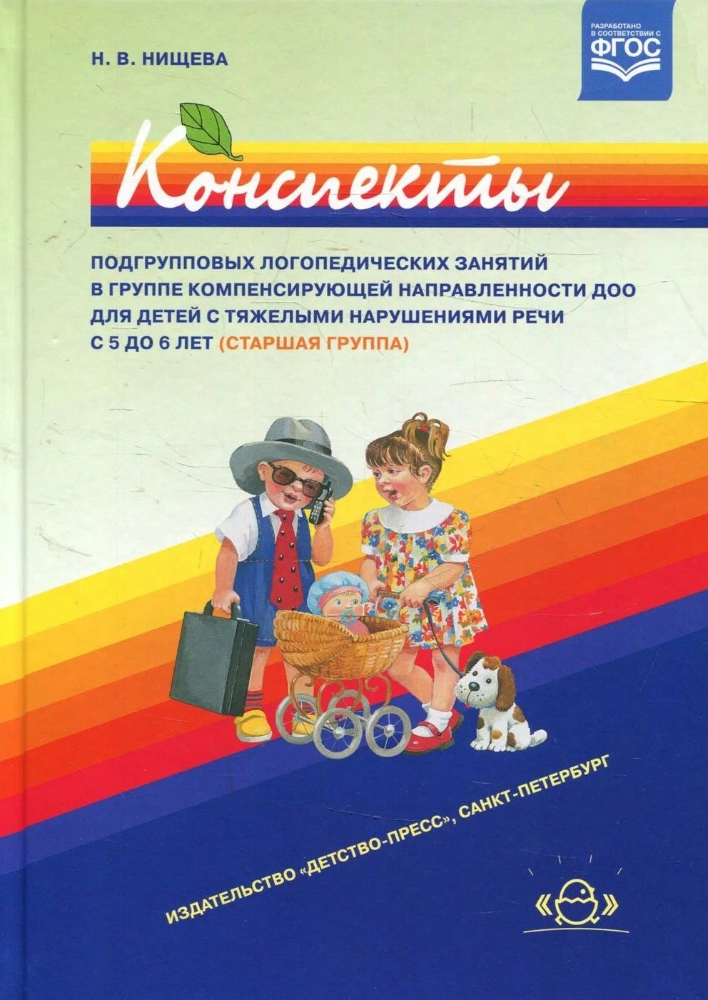 Н. В. НИЩЕВА
РАЗРАБОТАНО
В СООТВЕТСТВИИ С
ФГОС
Конспекты
ПОДГРУППОВЫХ ЛОГОПЕДИЧЕСКИХ ЗАНЯТИЙ
В ГРУППЕ КОМПЕНСИРУЮЩЕЙ НАПРАВЛЕННОСТИ ДОО
ДЛЯ ДЕТЕЙ С ТЯЖЕЛЫМИ НАРУШЕНИЯМИ РЕЧИ
С 5 ДО 6 ЛЕТ (СТАРШАЯ ГРУППА)
ИЗДАТЕЛЬСТВО «ДЕТСТВО-ПРЕСС», САНКТ-ПЕТЕРБУРГ